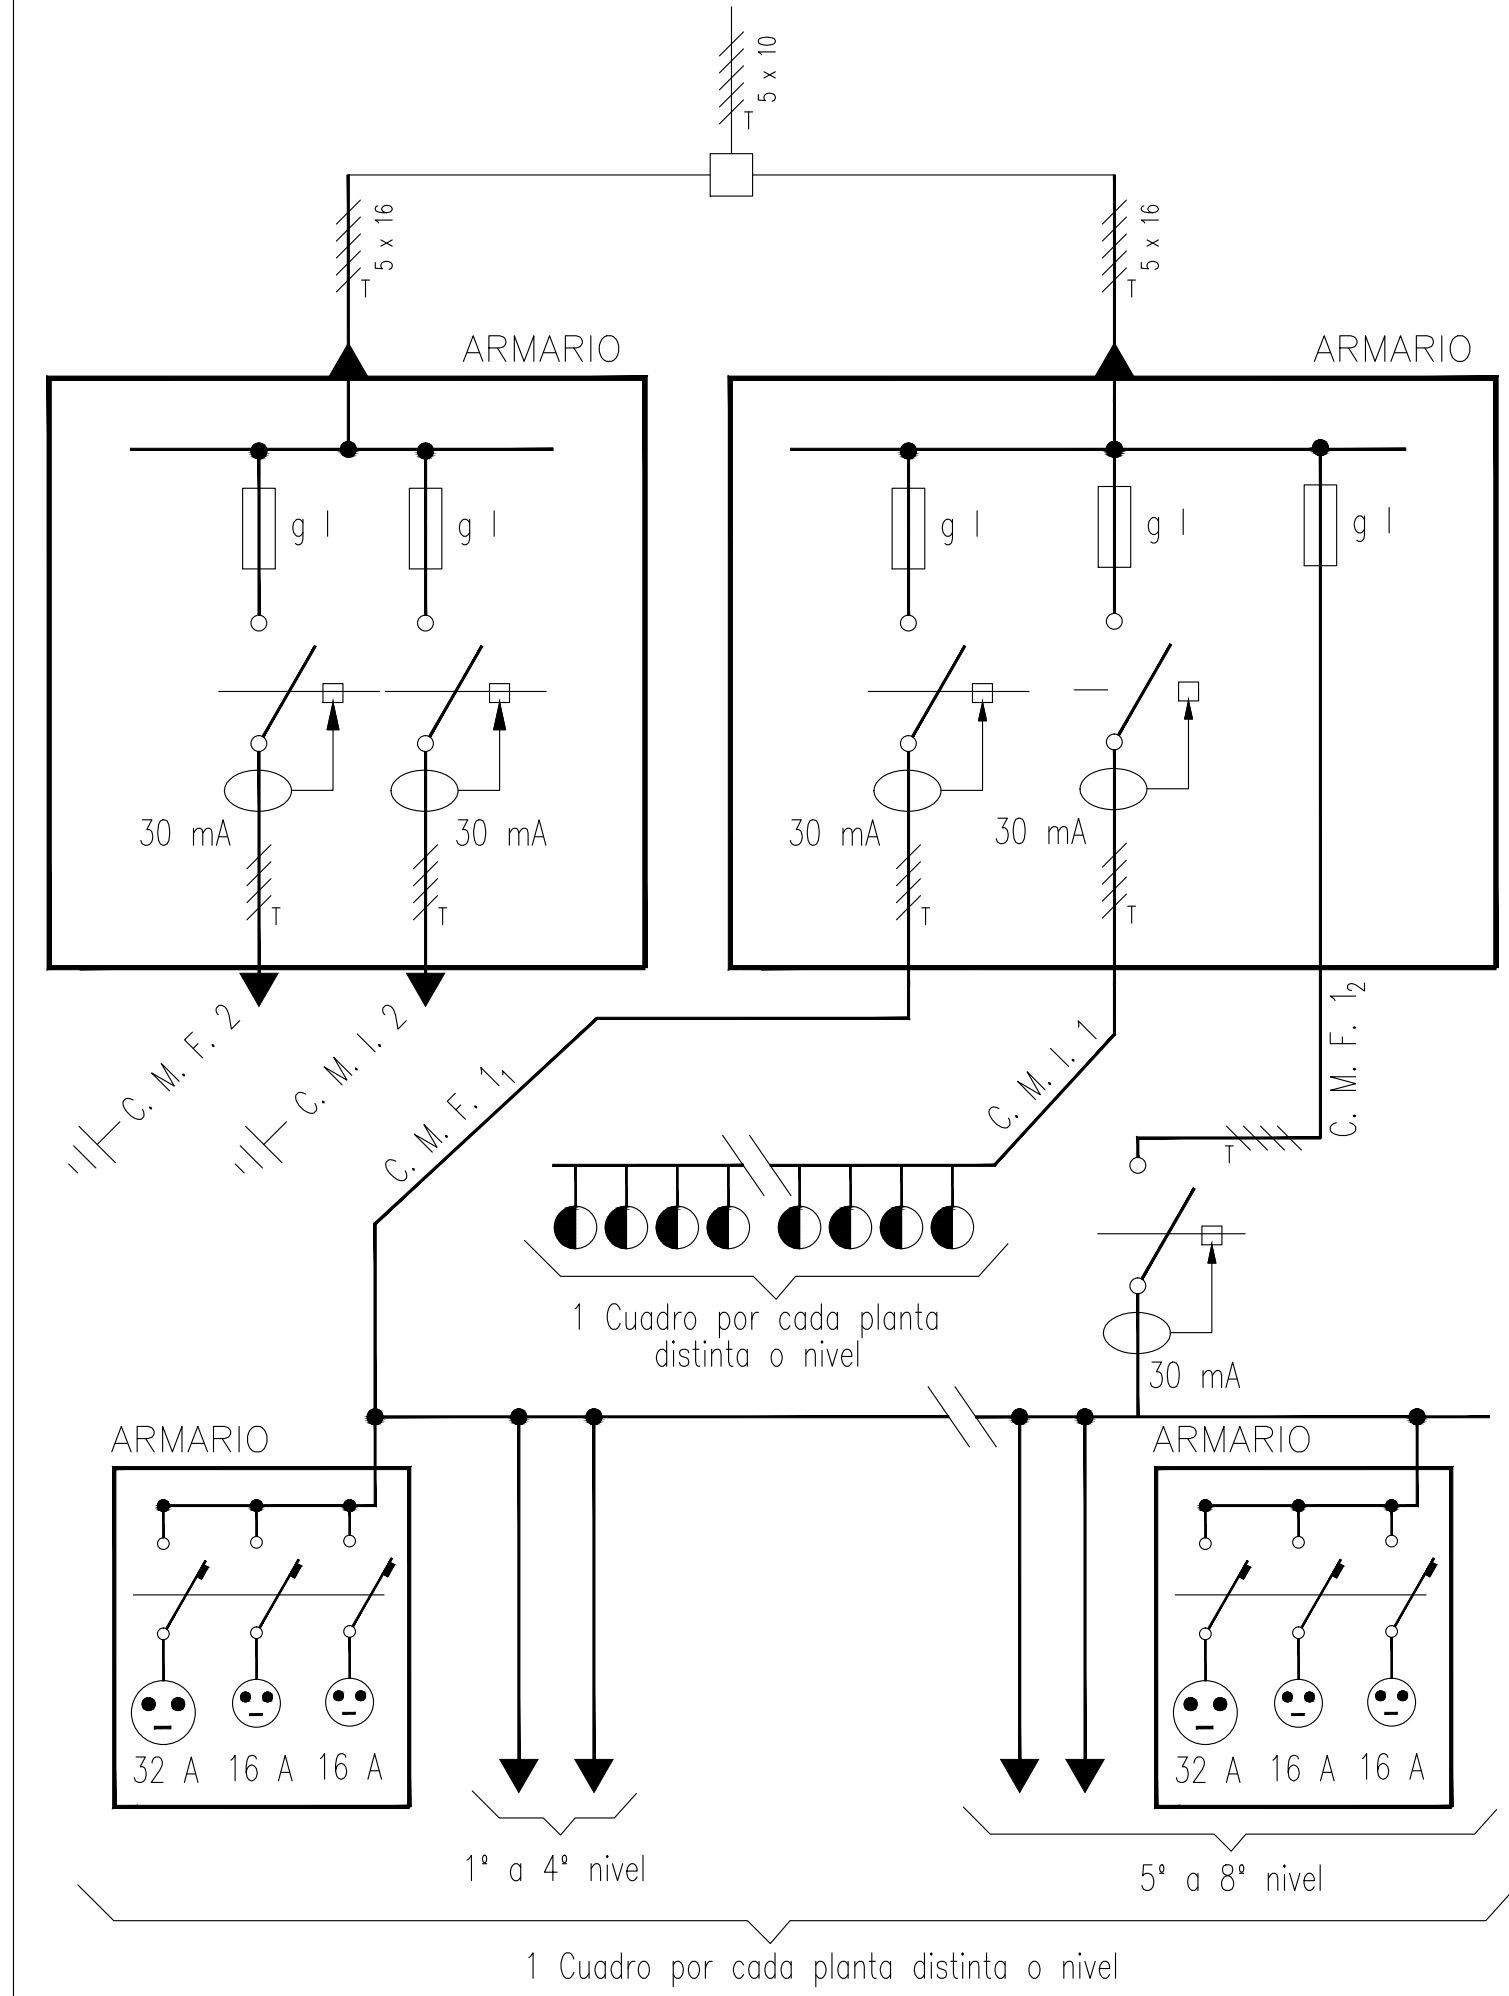 5 x 10
T
5 x 16
T
5 x 16
T
ARMARIO
ARMARIO
g l
g l
g l
g l
g l
30 mA
30 mA
30 mA
30 mA
T
T
T
T
C. M. F. 2
C. M. I. 2
C. M. F. 1₁
C. M. I. 1
C. M. F. 1₂
T
1 Cuadro por cada planta
distinta o nivel
30 mA
ARMARIO
ARMARIO
32 A
16 A
16 A
32 A
16 A
16 A
1º a 4º nivel
5º a 8º nivel
1 Cuadro por cada planta distinta o nivel